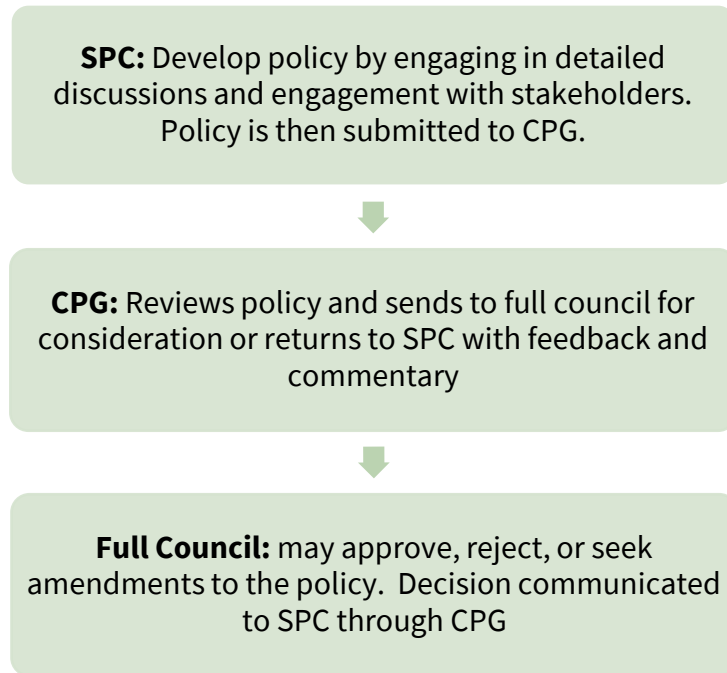 SPC: Develop policy by engaging in detailed
discussions and engagement with stakeholders.
Policy is then submitted to CPG.
CPG: Reviews policy and sends to full council for
consideration or returns to SPC with feedback and
commentary
Full Council: may approve, reject, or seek
amendments to the policy.  Decision communicated
to SPC through CPG